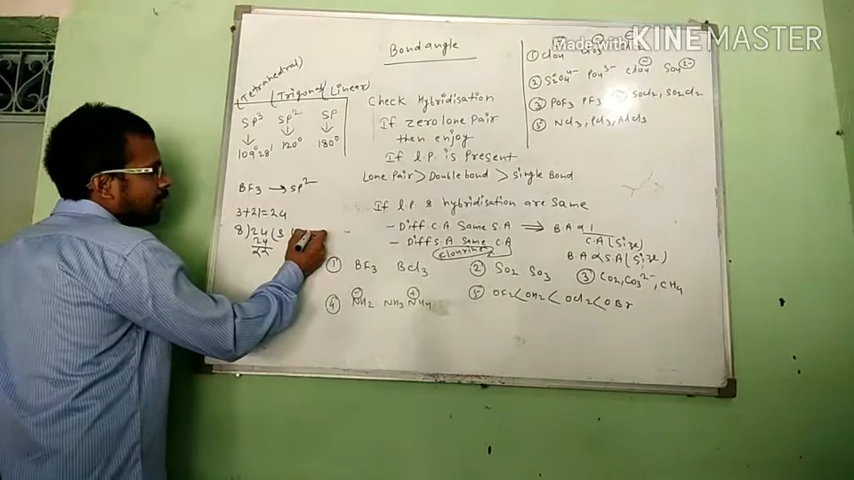 Made with KINEMASTER
Bondangle
(Tetrahedral) (Trigonal) (Linear)
SP³ SP² SP
↓ ↓ ↓
109°28' 120° 180°
BF₃ → SP²
3+21=24
8)24(3
24
Check Hybridisation
If zero lone Pair
then enjoy
If l.P is Present
Lone Pair > Double bond > Single Bond
If l.P & hybridisation are Same
- Diff C.A Same S.A ⇒ B.A α 1
C.A (Size)
- Diff S.A Same C.A
B.A α S.A (Size)
① BF₃ BCl₃ ② SO₂ SO₃ ③ CO₂, CO₃²⁻, CH₄
④ NH₂⁻ NH₃ NH₄⁺ ⑤ OF₂ < OH₂ < OCl₂ < OBr
①
② SiO₄⁴⁻ PO₄³⁻ ClO₄⁻ SO₄²⁻
③ POF₃ PF₃ SOCl₂, SO₂Cl₂
⑤ NCl₃, PCl₃, AsCl₃